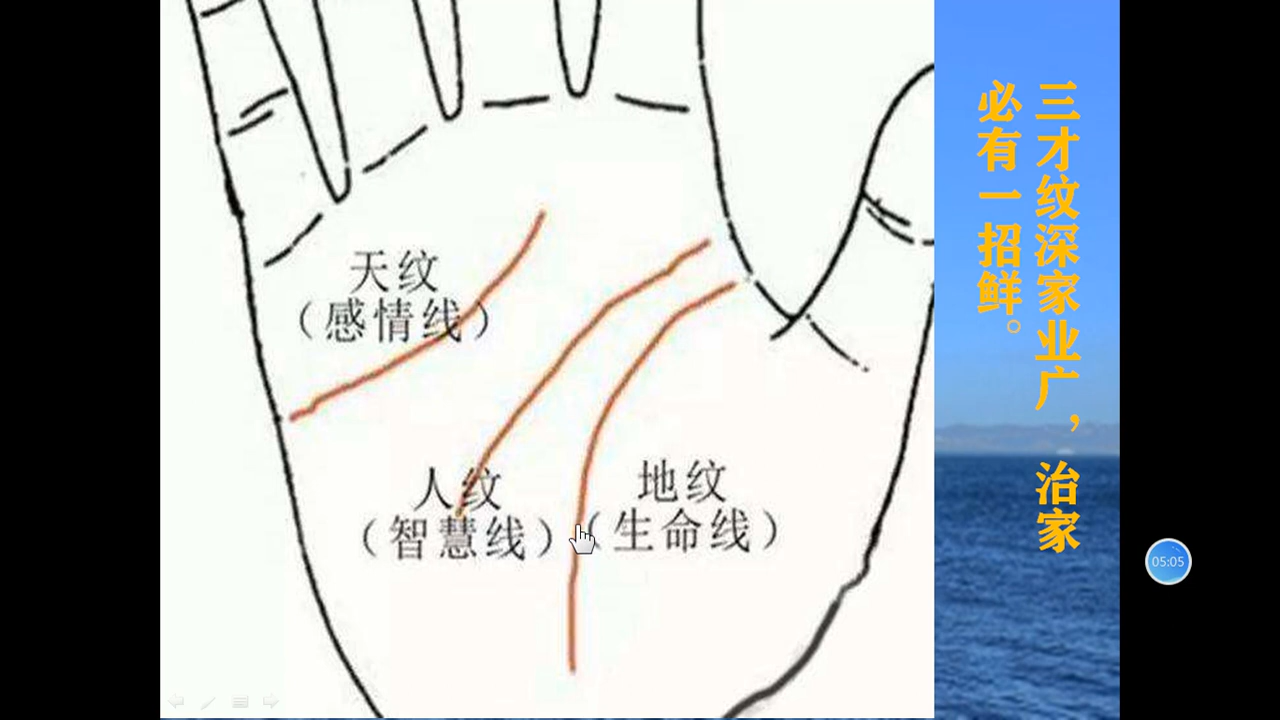 天纹
（感情线）
人纹
（智慧线）
地纹
（生命线）
三才纹深家业广，治家
必有一招鲜。
05:05